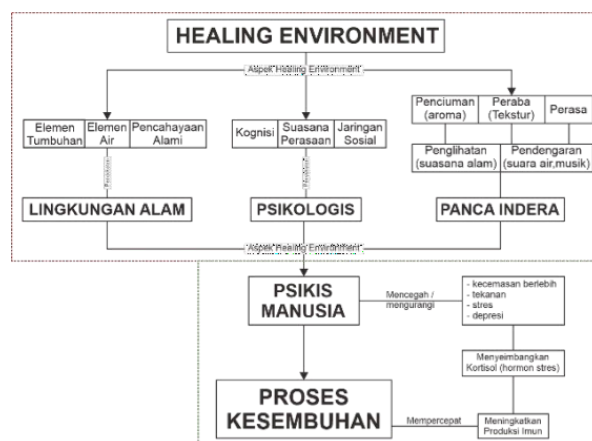 HEALING ENVIRONMENT
Aspek Healing Environment
Elemen
Tumbuhan
Elemen
Air
Pencahayaan
Alami
Kognisi
Suasana
Perasaan
Jaringan
Sosial
Penciuman
(aroma)
Peraba
(Tekstur)
Perasa
Penglihatan
(suasana alam)
Pendengaran
(suara air,musik)
LINGKUNGAN ALAM
PSIKOLOGIS
PANCA INDERA
Aspek Healing Environment
PSIKIS
MANUSIA
Mencegah /
mengurangi
- kecemasan berlebih
- tekanan
- stres
- depresi
Menyeimbangkan
Kortisol (hormon stres)
PROSES
KESEMBUHAN
Mempercepat
Meningkatkan
Produksi Imun